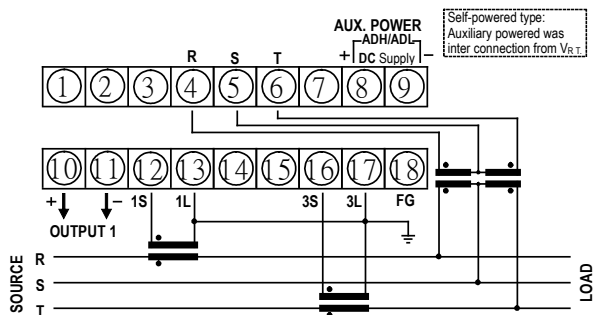 AUX. POWER
ADH/ADL
+ DC Supply −
Self-powered type:
Auxiliary powered was
inter connection from VR.T.
R S T
1 2 3 4 5 6 7 8 9
10 11 12 13 14 15 16 17 18
+ − 1S 1L 3S 3L FG
OUTPUT 1
SOURCE
R
S
T
LOAD